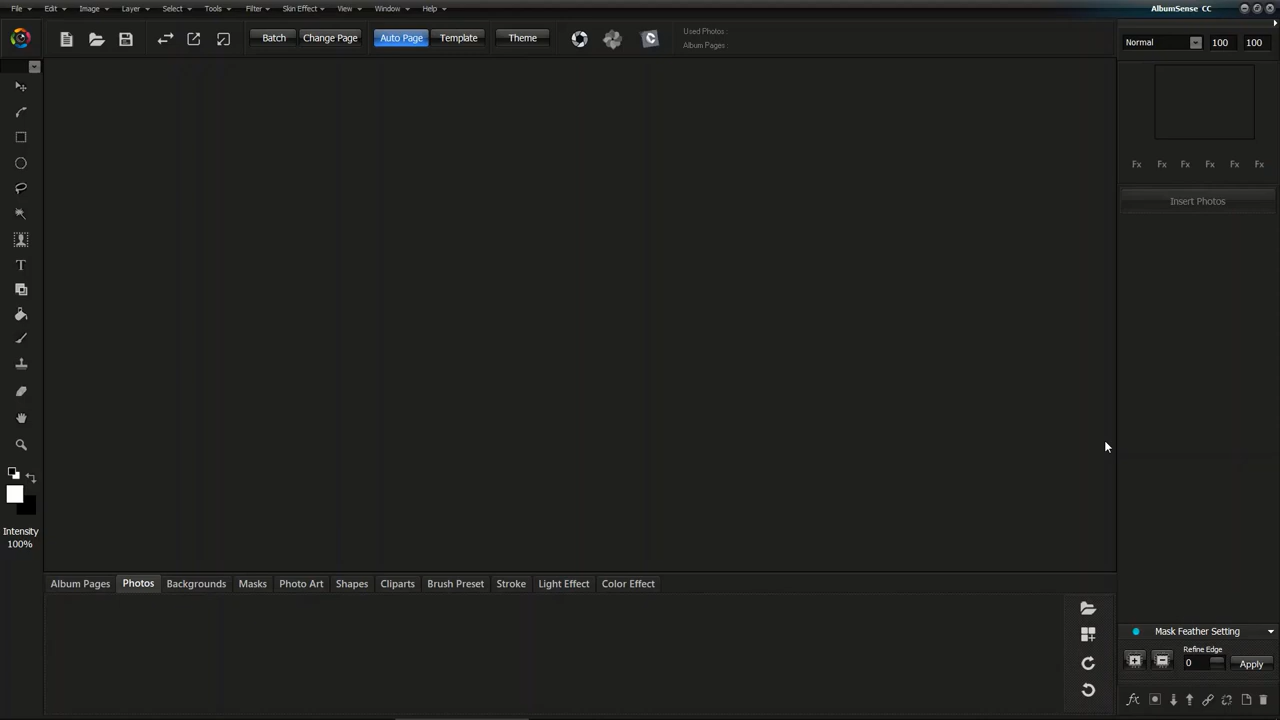 File Edit Image Layer Select Tools Filter Skin Effect View Window Help AlbumSense CC
Batch Change Page Auto Page Template Theme
Used Photos :
Album Pages :
Normal 100 100
Fx Fx Fx Fx Fx Fx
Insert Photos
T
Intensity
100%
Album Pages Photos Backgrounds Masks Photo Art Shapes Cliparts Brush Preset Stroke Light Effect Color Effect
Mask Feather Setting
Refine Edge
0 Apply
fx